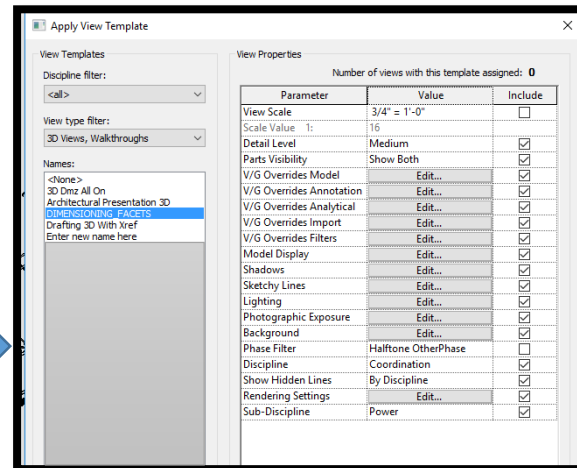 Apply View Template
View Templates
Discipline filter:
<all>
View type filter:
3D Views, Walkthroughs
Names:
<None>
3D Dmz All On
Architectural Presentation 3D
DIMENSIONING_FACETS
Drafting 3D With Xref
Enter new name here
View Properties
Number of views with this template assigned: 0
Parameter Value Include
View Scale 3/4" = 1'-0"
Scale Value 1: 16
Detail Level Medium
Parts Visibility Show Both
V/G Overrides Model Edit...
V/G Overrides Annotation Edit...
V/G Overrides Analytical Edit...
V/G Overrides Import Edit...
V/G Overrides Filters Edit...
Model Display Edit...
Shadows Edit...
Sketchy Lines Edit...
Lighting Edit...
Photographic Exposure Edit...
Background Edit...
Phase Filter Halftone OtherPhase
Discipline Coordination
Show Hidden Lines By Discipline
Rendering Settings Edit...
Sub-Discipline Power